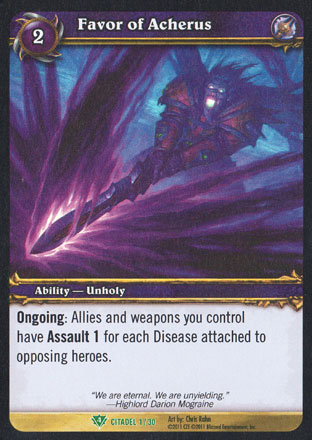 2
Favor of Acherus
Ability — Unholy
Ongoing: Allies and weapons you control
have Assault 1 for each Disease attached to
opposing heroes.
"We are eternal. We are unyielding."
—Highlord Darion Mograine
CITADEL 1/30
Art by: Chris Rahn
©2011 CZE ©2011 Blizzard Entertainment, Inc.